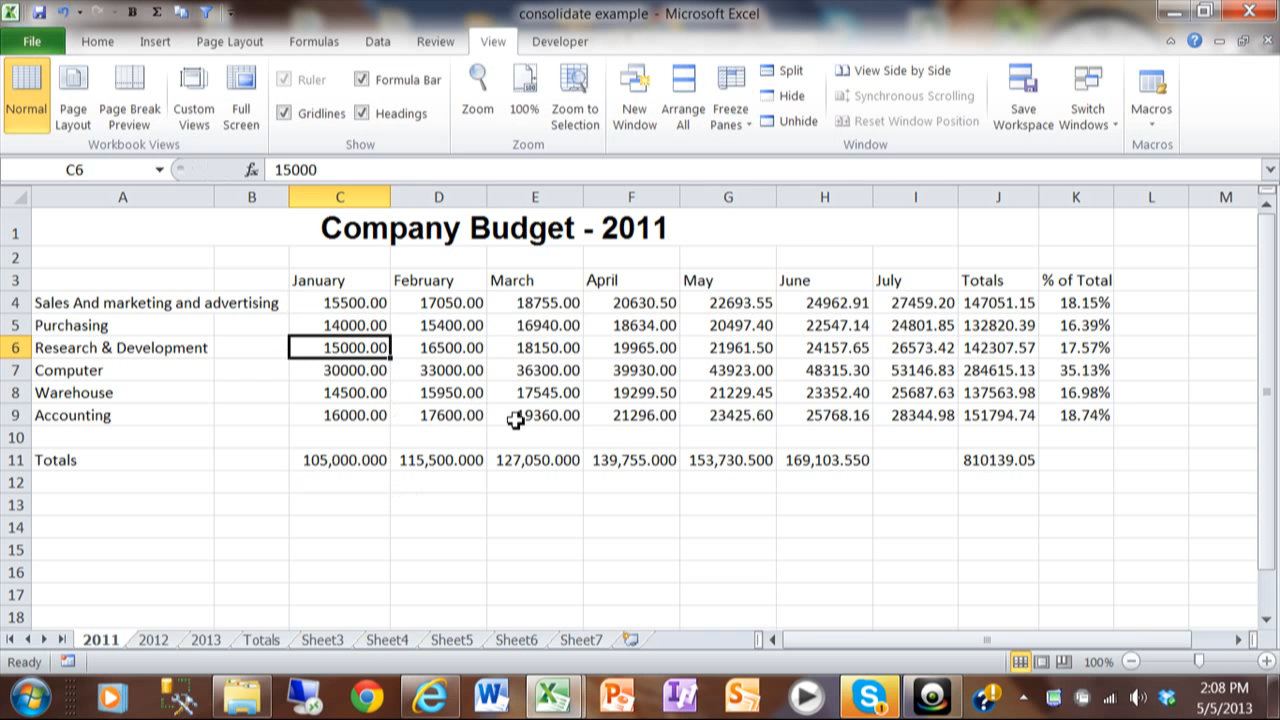 consolidate example - Microsoft Excel
File Home Insert Page Layout Formulas Data Review View Developer
Normal Page Layout Page Break Preview Custom Views Full Screen
Workbook Views
Ruler Formula Bar
Gridlines Headings
Show
Zoom 100% Zoom to Selection
Zoom
New Window Arrange All Freeze Panes
Split View Side by Side
Hide Synchronous Scrolling
Unhide Reset Window Position
Window
Save Workspace Switch Windows
Macros
Macros
C6 fx 15000
A B C D E F G H I J K L M
1 Company Budget - 2011
2
3 January February March April May June July Totals % of Total
4 Sales And marketing and advertising 15500.00 17050.00 18755.00 20630.50 22693.55 24962.91 27459.20 147051.15 18.15%
5 Purchasing 14000.00 15400.00 16940.00 18634.00 20497.40 22547.14 24801.85 132820.39 16.39%
6 Research & Development 15000.00 16500.00 18150.00 19965.00 21961.50 24157.65 26573.42 142307.57 17.57%
7 Computer 30000.00 33000.00 36300.00 39930.00 43923.00 48315.30 53146.83 284615.13 35.13%
8 Warehouse 14500.00 15950.00 17545.00 19299.50 21229.45 23352.40 25687.63 137563.98 16.98%
9 Accounting 16000.00 17600.00 19360.00 21296.00 23425.60 25768.16 28344.98 151794.74 18.74%
10
11 Totals 105,000.000 115,500.000 127,050.000 139,755.000 153,730.500 169,103.550 810139.05
12
13
14
15
16
17
18
2011 2012 2013 Totals Sheet3 Sheet4 Sheet5 Sheet6 Sheet7
Ready 100%
2:08 PM
5/5/2013